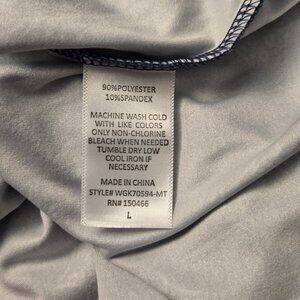 90%POLYESTER
10%SPANDEX
MACHINE WASH COLD
WITH LIKE COLORS
ONLY NON-CHLORINE
BLEACH WHEN NEEDED
TUMBLE DRY LOW
COOL IRON IF
NECESSARY
MADE IN CHINA
STYLE# WGK70594-MT
RN# 150466
L